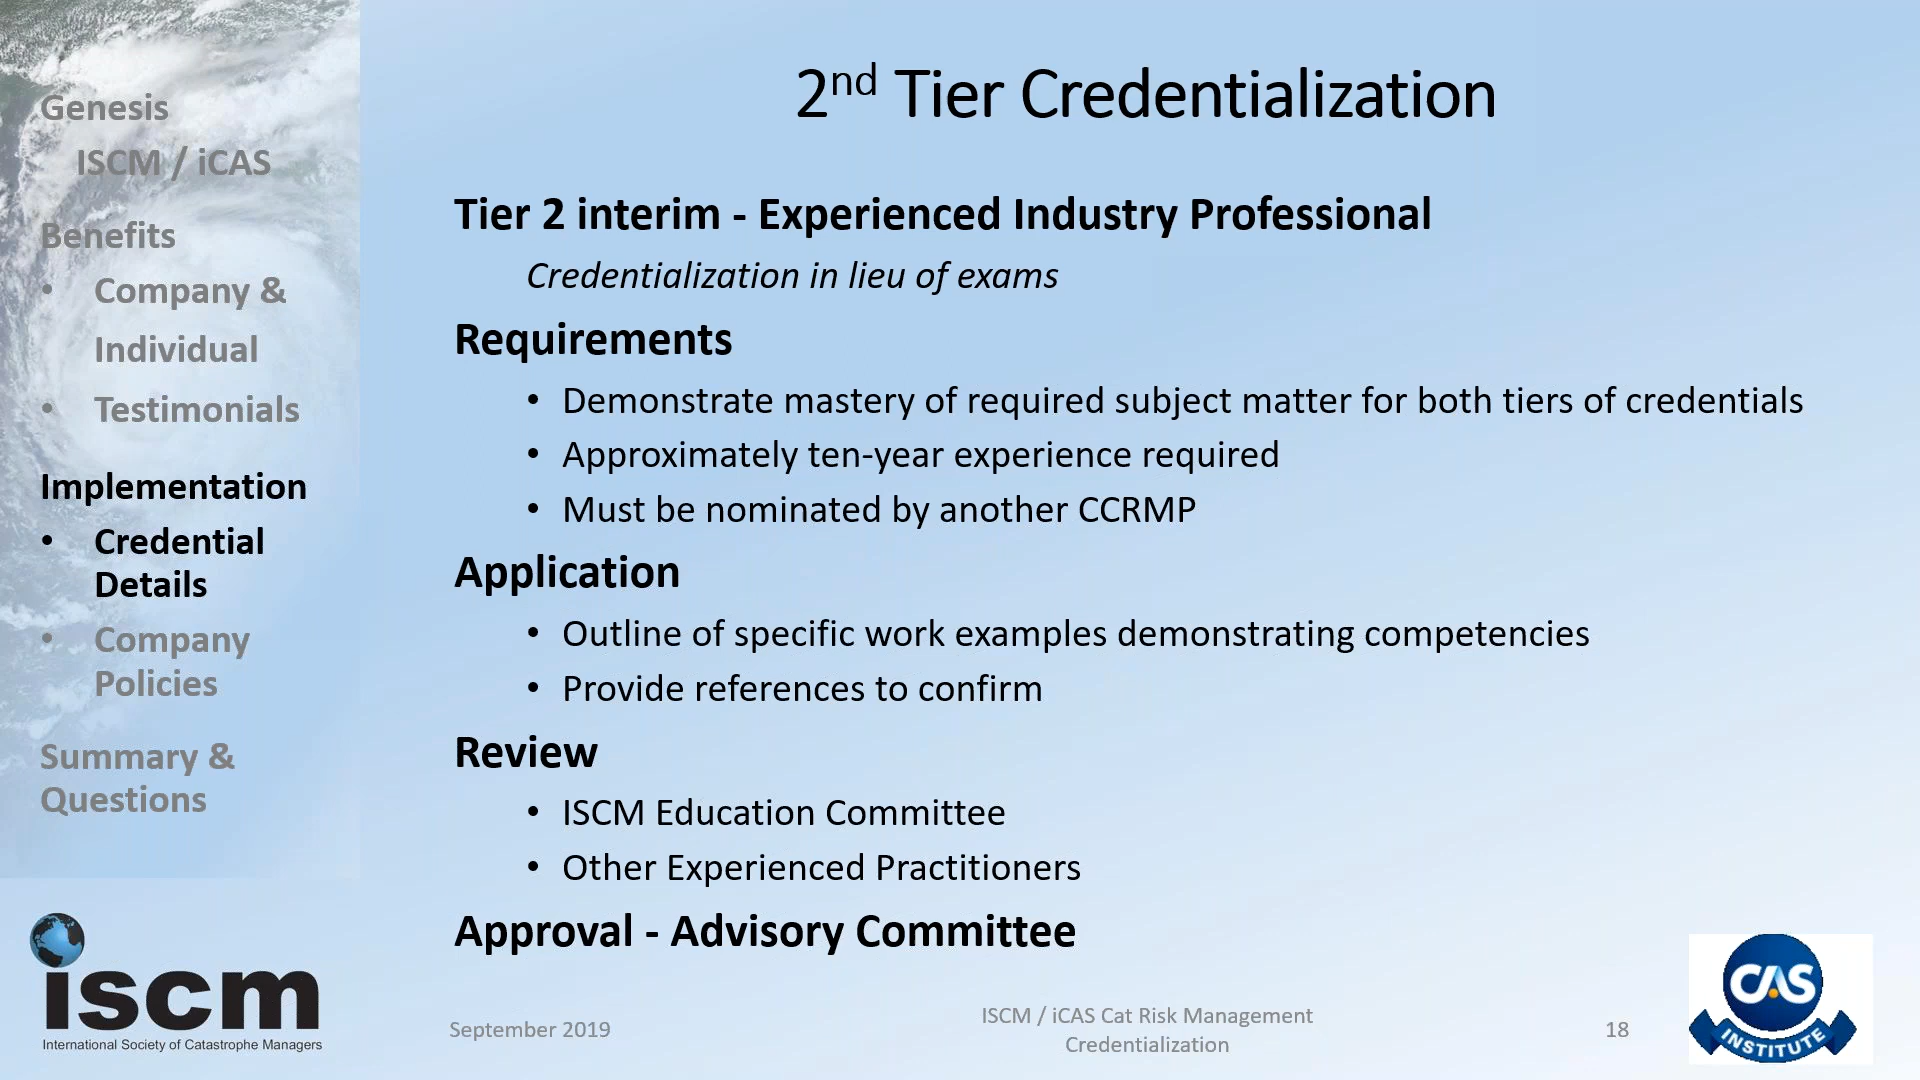 Genesis
ISCM / iCAS
Benefits
• Company &
Individual
• Testimonials
Implementation
• Credential
Details
• Company
Policies
Summary &
Questions
iscm
International Society of Catastrophe Managers
2nd Tier Credentialization
Tier 2 interim - Experienced Industry Professional
Credentialization in lieu of exams
Requirements
• Demonstrate mastery of required subject matter for both tiers of credentials
• Approximately ten-year experience required
• Must be nominated by another CCRMP
Application
• Outline of specific work examples demonstrating competencies
• Provide references to confirm
Review
• ISCM Education Committee
• Other Experienced Practitioners
Approval - Advisory Committee
September 2019
ISCM / iCAS Cat Risk Management
Credentialization
18
CAS
INSTITUTE